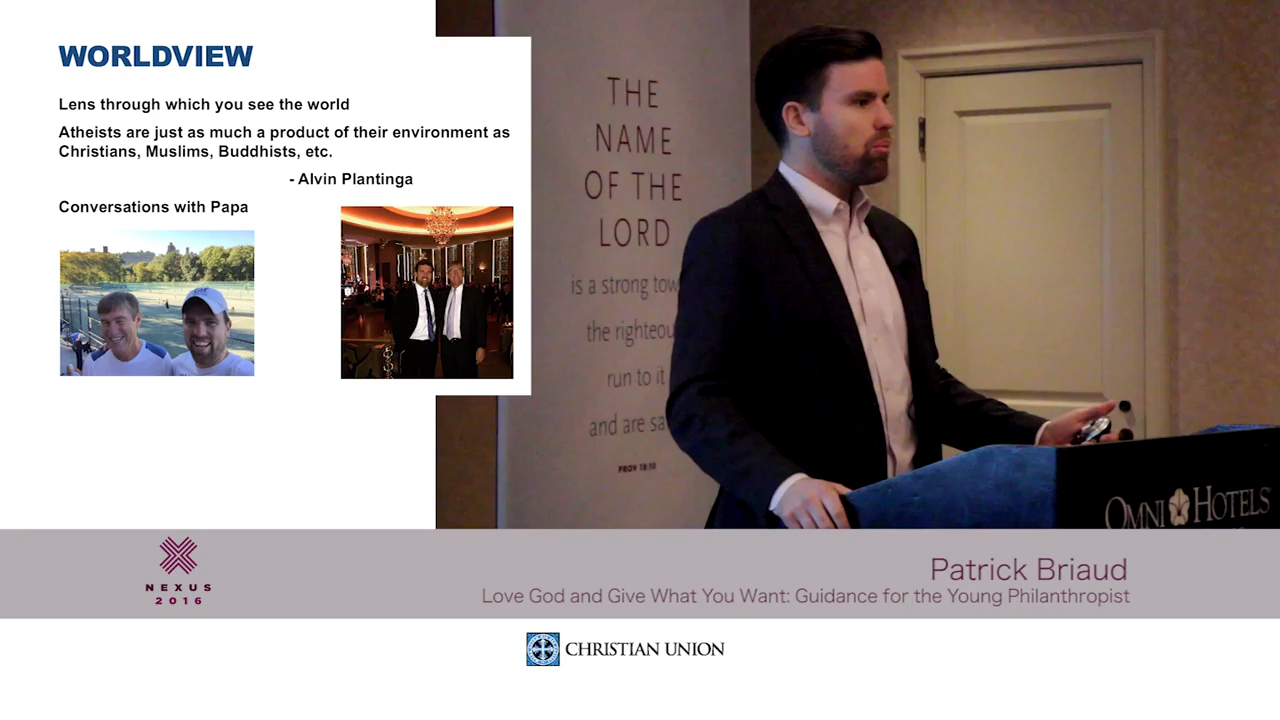 WORLDVIEW
Lens through which you see the world
Atheists are just as much a product of their environment as
Christians, Muslims, Buddhists, etc.
- Alvin Plantinga
Conversations with Papa
THE
NAME
OF THE
LORD
is a strong tow
the righteou
run to it
and are sa
PROV 18:10
OMNI HOTELS
NEXUS
2016
Patrick Briaud
Love God and Give What You Want: Guidance for the Young Philanthropist
CHRISTIAN UNION